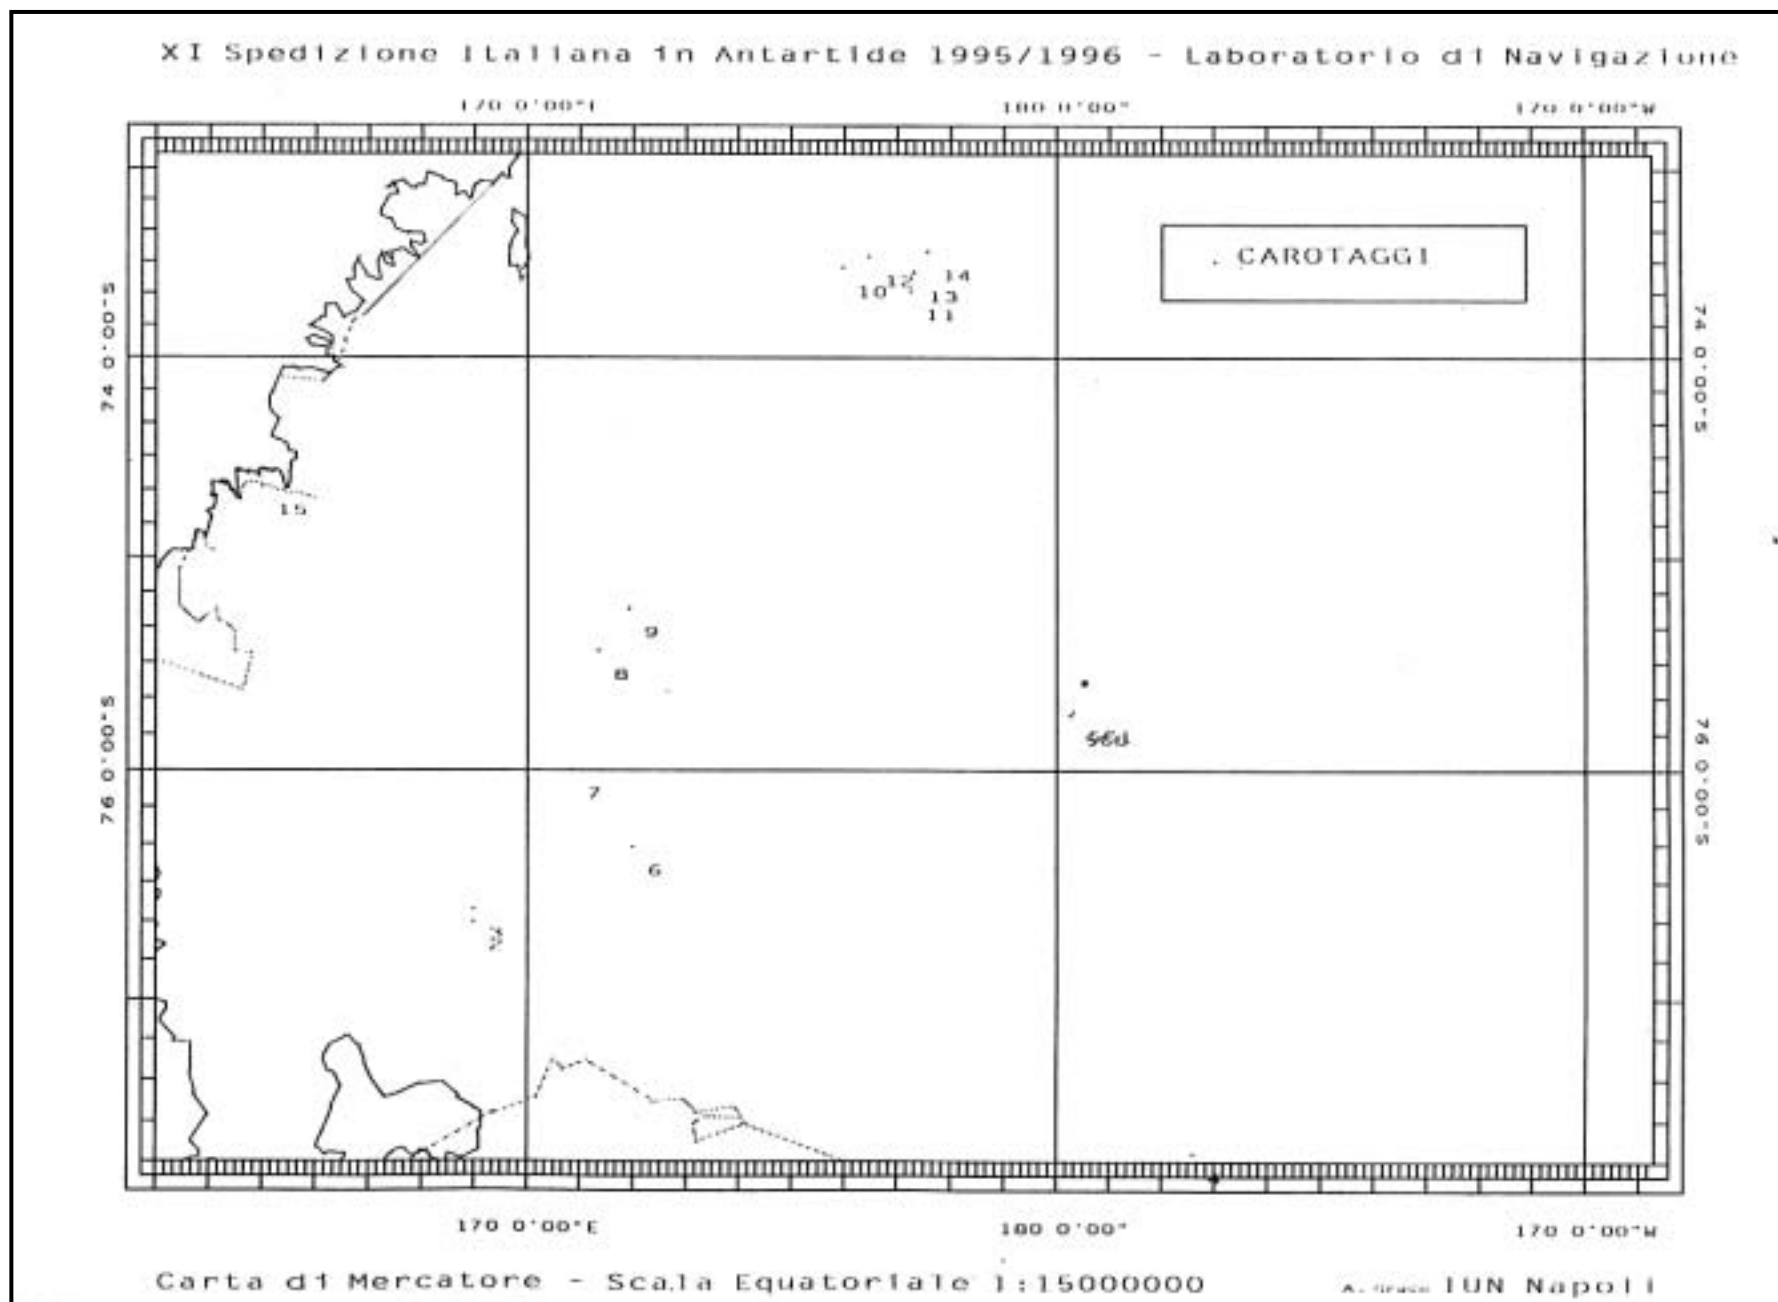 XI Spedizione Italiana in Antartide 1995/1996 - Laboratorio di Navigazione
170 0'00"E
180 0'00"
170 0'00"W
CAROTAGGI
14
12
10
13
11
74 0'00"S
74 0'00"S
15
9
8
76 0'00"S
76 0'00"S
7
6
170 0'00"E
180 0'00"
170 0'00"W
Carta di Mercatore - Scala Equatoriale 1:15000000
IUN Napoli